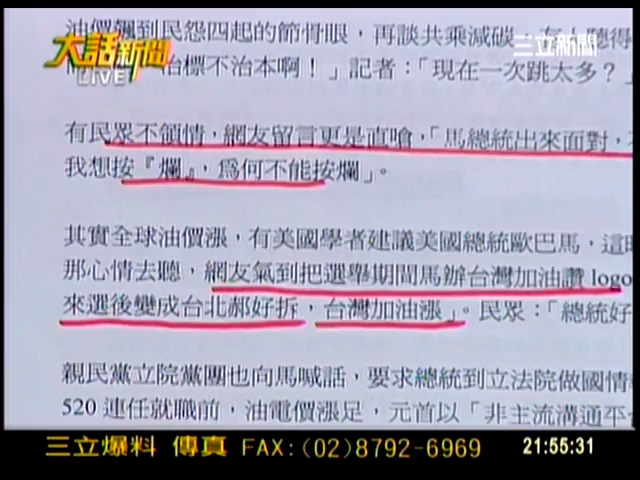 油價飆到民怨四起的節骨眼，再談共乘減碳，有人聽得
大話新聞
LIVE
三立新聞
治標不治本啊！」記者：「現在一次跳太多？
有民眾不領情，網友留言更是直嗆，「馬總統出來面對，
我想按『爛』，為何不能按爛」。
其實全球油價漲，有美國學者建議美國總統歐巴馬，這時
那心情去聽，網友氣到把選舉期間馬辦台灣加油讚 logo
來選後變成台北郝好拆，台灣加油漲」。民眾：「總統好
親民黨立院黨團也向馬喊話，要求總統到立法院做國情
520 連任就職前，油電價漲足，元首以「非主流溝通平
三立爆料 傳真 FAX:(02)8792-6969
21:55:31